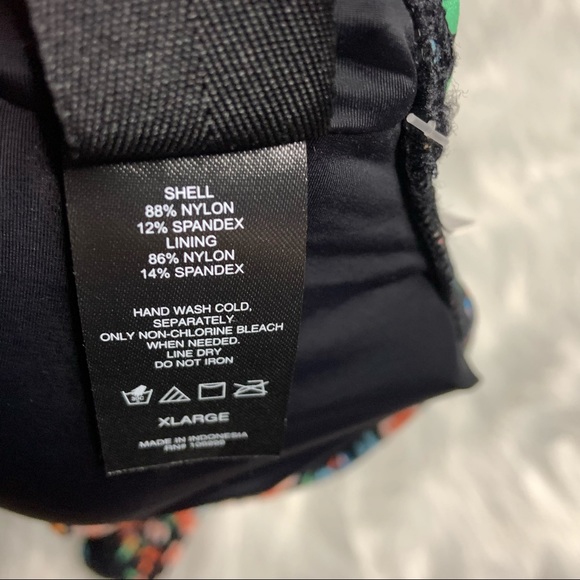 SHELL
88% NYLON
12% SPANDEX
LINING
86% NYLON
14% SPANDEX
HAND WASH COLD,
SEPARATELY
ONLY NON-CHLORINE BLEACH
WHEN NEEDED.
LINE DRY
DO NOT IRON
XLARGE
MADE IN INDONESIA
RN#